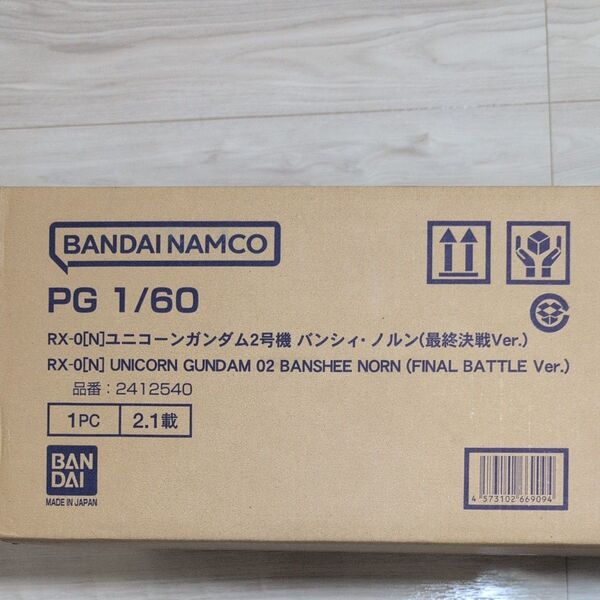 BANDAI NAMCO
PG 1/60
RX-0[N]ユニコーンガンダム2号機 バンシィ・ノルン(最終決戦Ver.)
RX-0[N] UNICORN GUNDAM 02 BANSHEE NORN (FINAL BATTLE Ver.)
品番：2412540
1PC 2.1載
BAN
DAI
MADE IN JAPAN
4 573102 669094